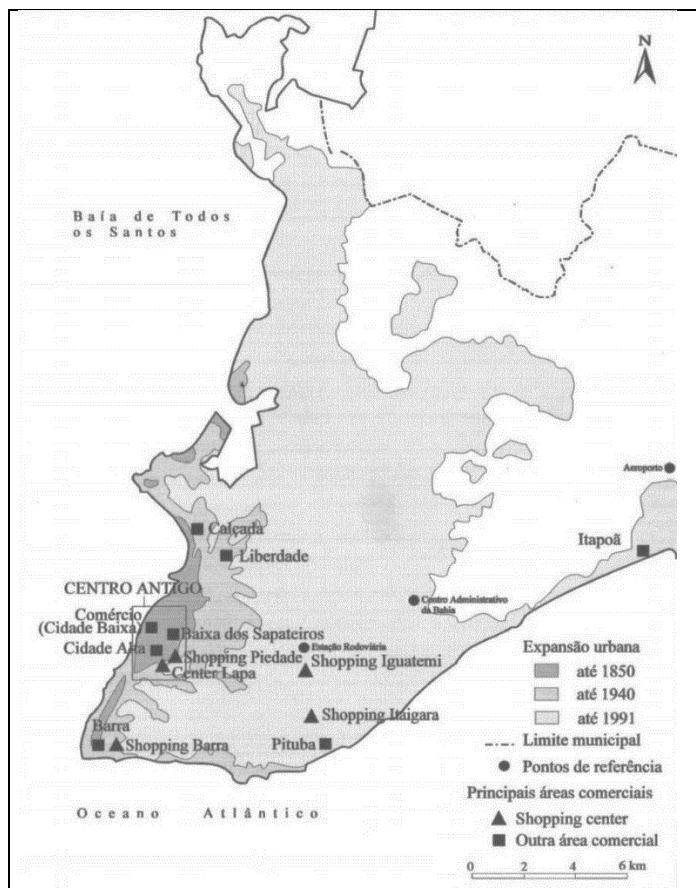 N
Baía de Todos
os Santos
Aeroporto
Calçada
Itapoã
Liberdade
CENTRO ANTIGO
Centro Administrativo
da Bahia
Comércio
(Cidade Baixa)
Baixa dos Sapateiros
Cidade Alta
Shopping Piedade
Estação Rodoviária
Shopping Iguatemi
Center Lapa
Expansão urbana
até 1850
até 1940
até 1991
Shopping Itaigara
Barra
Shopping Barra
Pituba
Limite municipal
Pontos de referência
Principais áreas comerciais
Oceano Atlântico
Shopping center
Outra área comercial
0 2 4 6 km